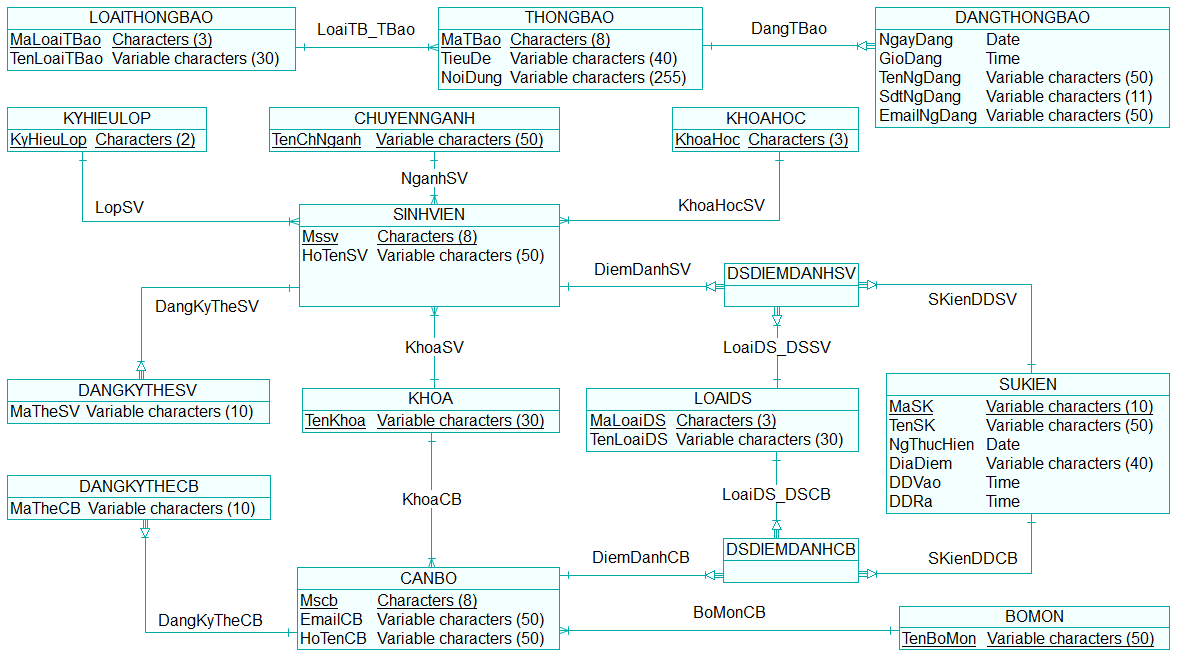 LOAITHONGBAO
MaLoaiTBao Characters (3)
TenLoaiTBao Variable characters (30)
LoaiTB_TBao
THONGBAO
MaTBao Characters (8)
TieuDe Variable characters (40)
NoiDung Variable characters (255)
DangTBao
DANGTHONGBAO
NgayDang Date
GioDang Time
TenNgDang Variable characters (50)
SdtNgDang Variable characters (11)
EmailNgDang Variable characters (50)
KYHIEULOP
KyHieuLop Characters (2)
CHUYENNGANH
TenChNganh Variable characters (50)
KHOAHOC
KhoaHoc Characters (3)
LopSV
NganhSV
KhoaHocSV
SINHVIEN
Mssv Characters (8)
HoTenSV Variable characters (50)
DiemDanhSV
DSDIEMDANHSV
SKienDDSV
DangKyTheSV
KhoaSV
LoaiDS_DSSV
DANGKYTHESV
MaTheSV Variable characters (10)
KHOA
TenKhoa Variable characters (30)
LOAIDS
MaLoaiDS Characters (3)
TenLoaiDS Variable characters (30)
SUKIEN
MaSK Variable characters (10)
TenSK Variable characters (50)
NgThucHien Date
DiaDiem Variable characters (40)
DDVao Time
DDRa Time
DANGKYTHECB
MaTheCB Variable characters (10)
KhoaCB
LoaiDS_DSCB
DiemDanhCB
DSDIEMDANHCB
SKienDDCB
DangKyTheCB
CANBO
Mscb Characters (8)
EmailCB Variable characters (50)
HoTenCB Variable characters (50)
BoMonCB
BOMON
TenBoMon Variable characters (50)